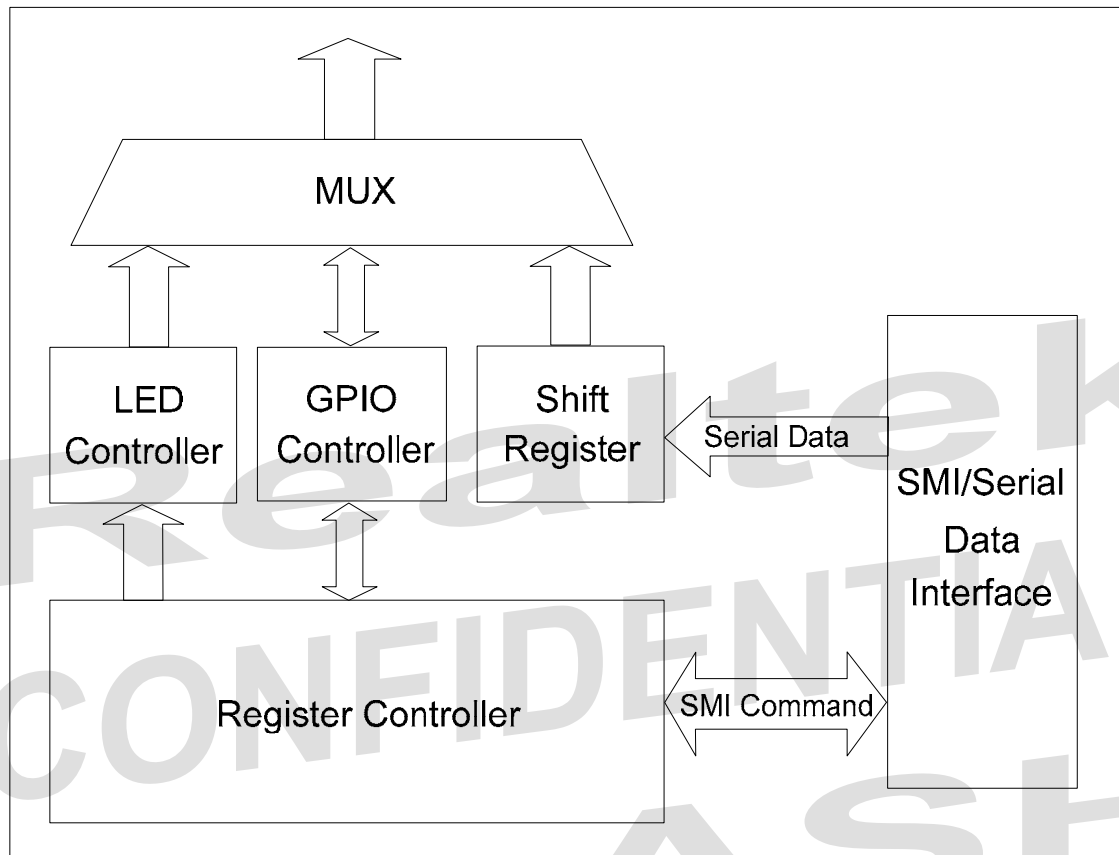 MUX
LED
Controller
GPIO
Controller
Shift
Register
Serial Data
SMI/Serial
Data
Interface
Register Controller
SMI Command
Realtek
CONFIDENTIA